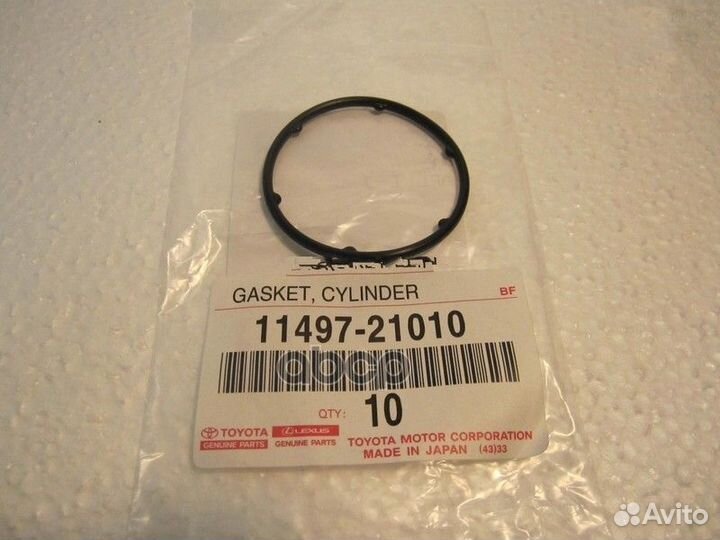 GASKET, CYLINDER BF
11497-21010
abcp
QTY: 10
TOYOTA LEXUS
GENUINE PARTS GENUINE PARTS
TOYOTA MOTOR CORPORATION
MADE IN JAPAN (43)33
Avito